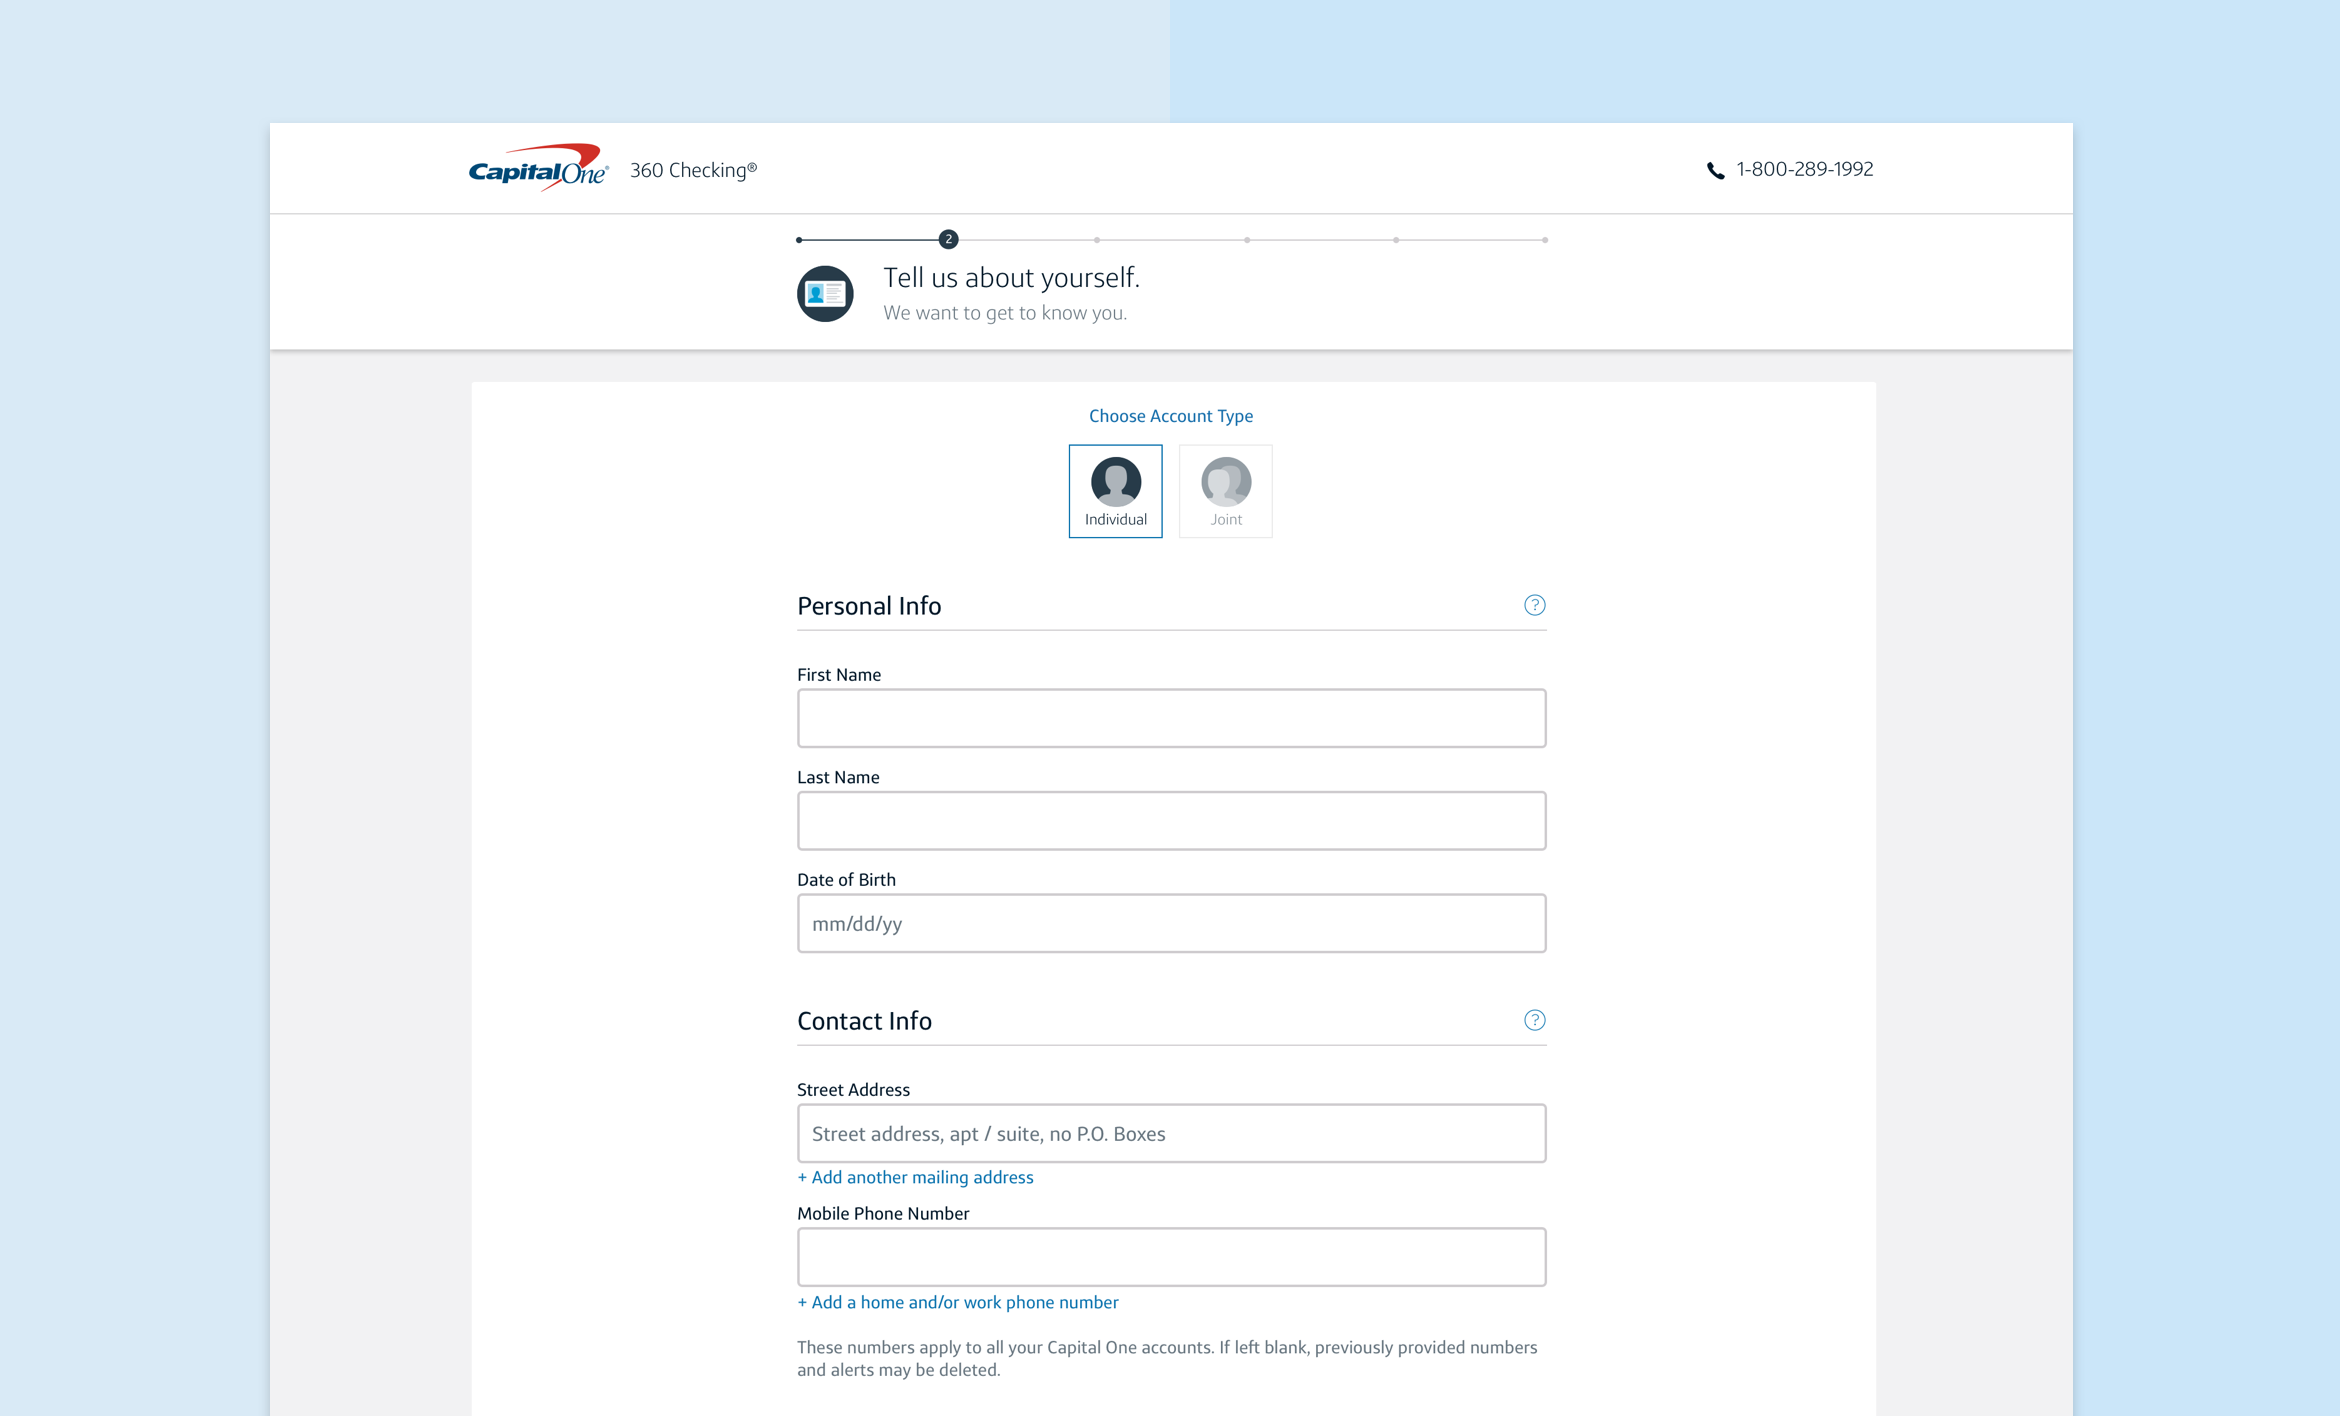 CapitalOne® 360 Checking® 1-800-289-1992
2
Tell us about yourself.
We want to get to know you.
Choose Account Type
Individual Joint
Personal Info ?
First Name
Last Name
Date of Birth
mm/dd/yy
Contact Info ?
Street Address
Street address, apt / suite, no P.O. Boxes
+ Add another mailing address
Mobile Phone Number
+ Add a home and/or work phone number
These numbers apply to all your Capital One accounts. If left blank, previously provided numbers
and alerts may be deleted.